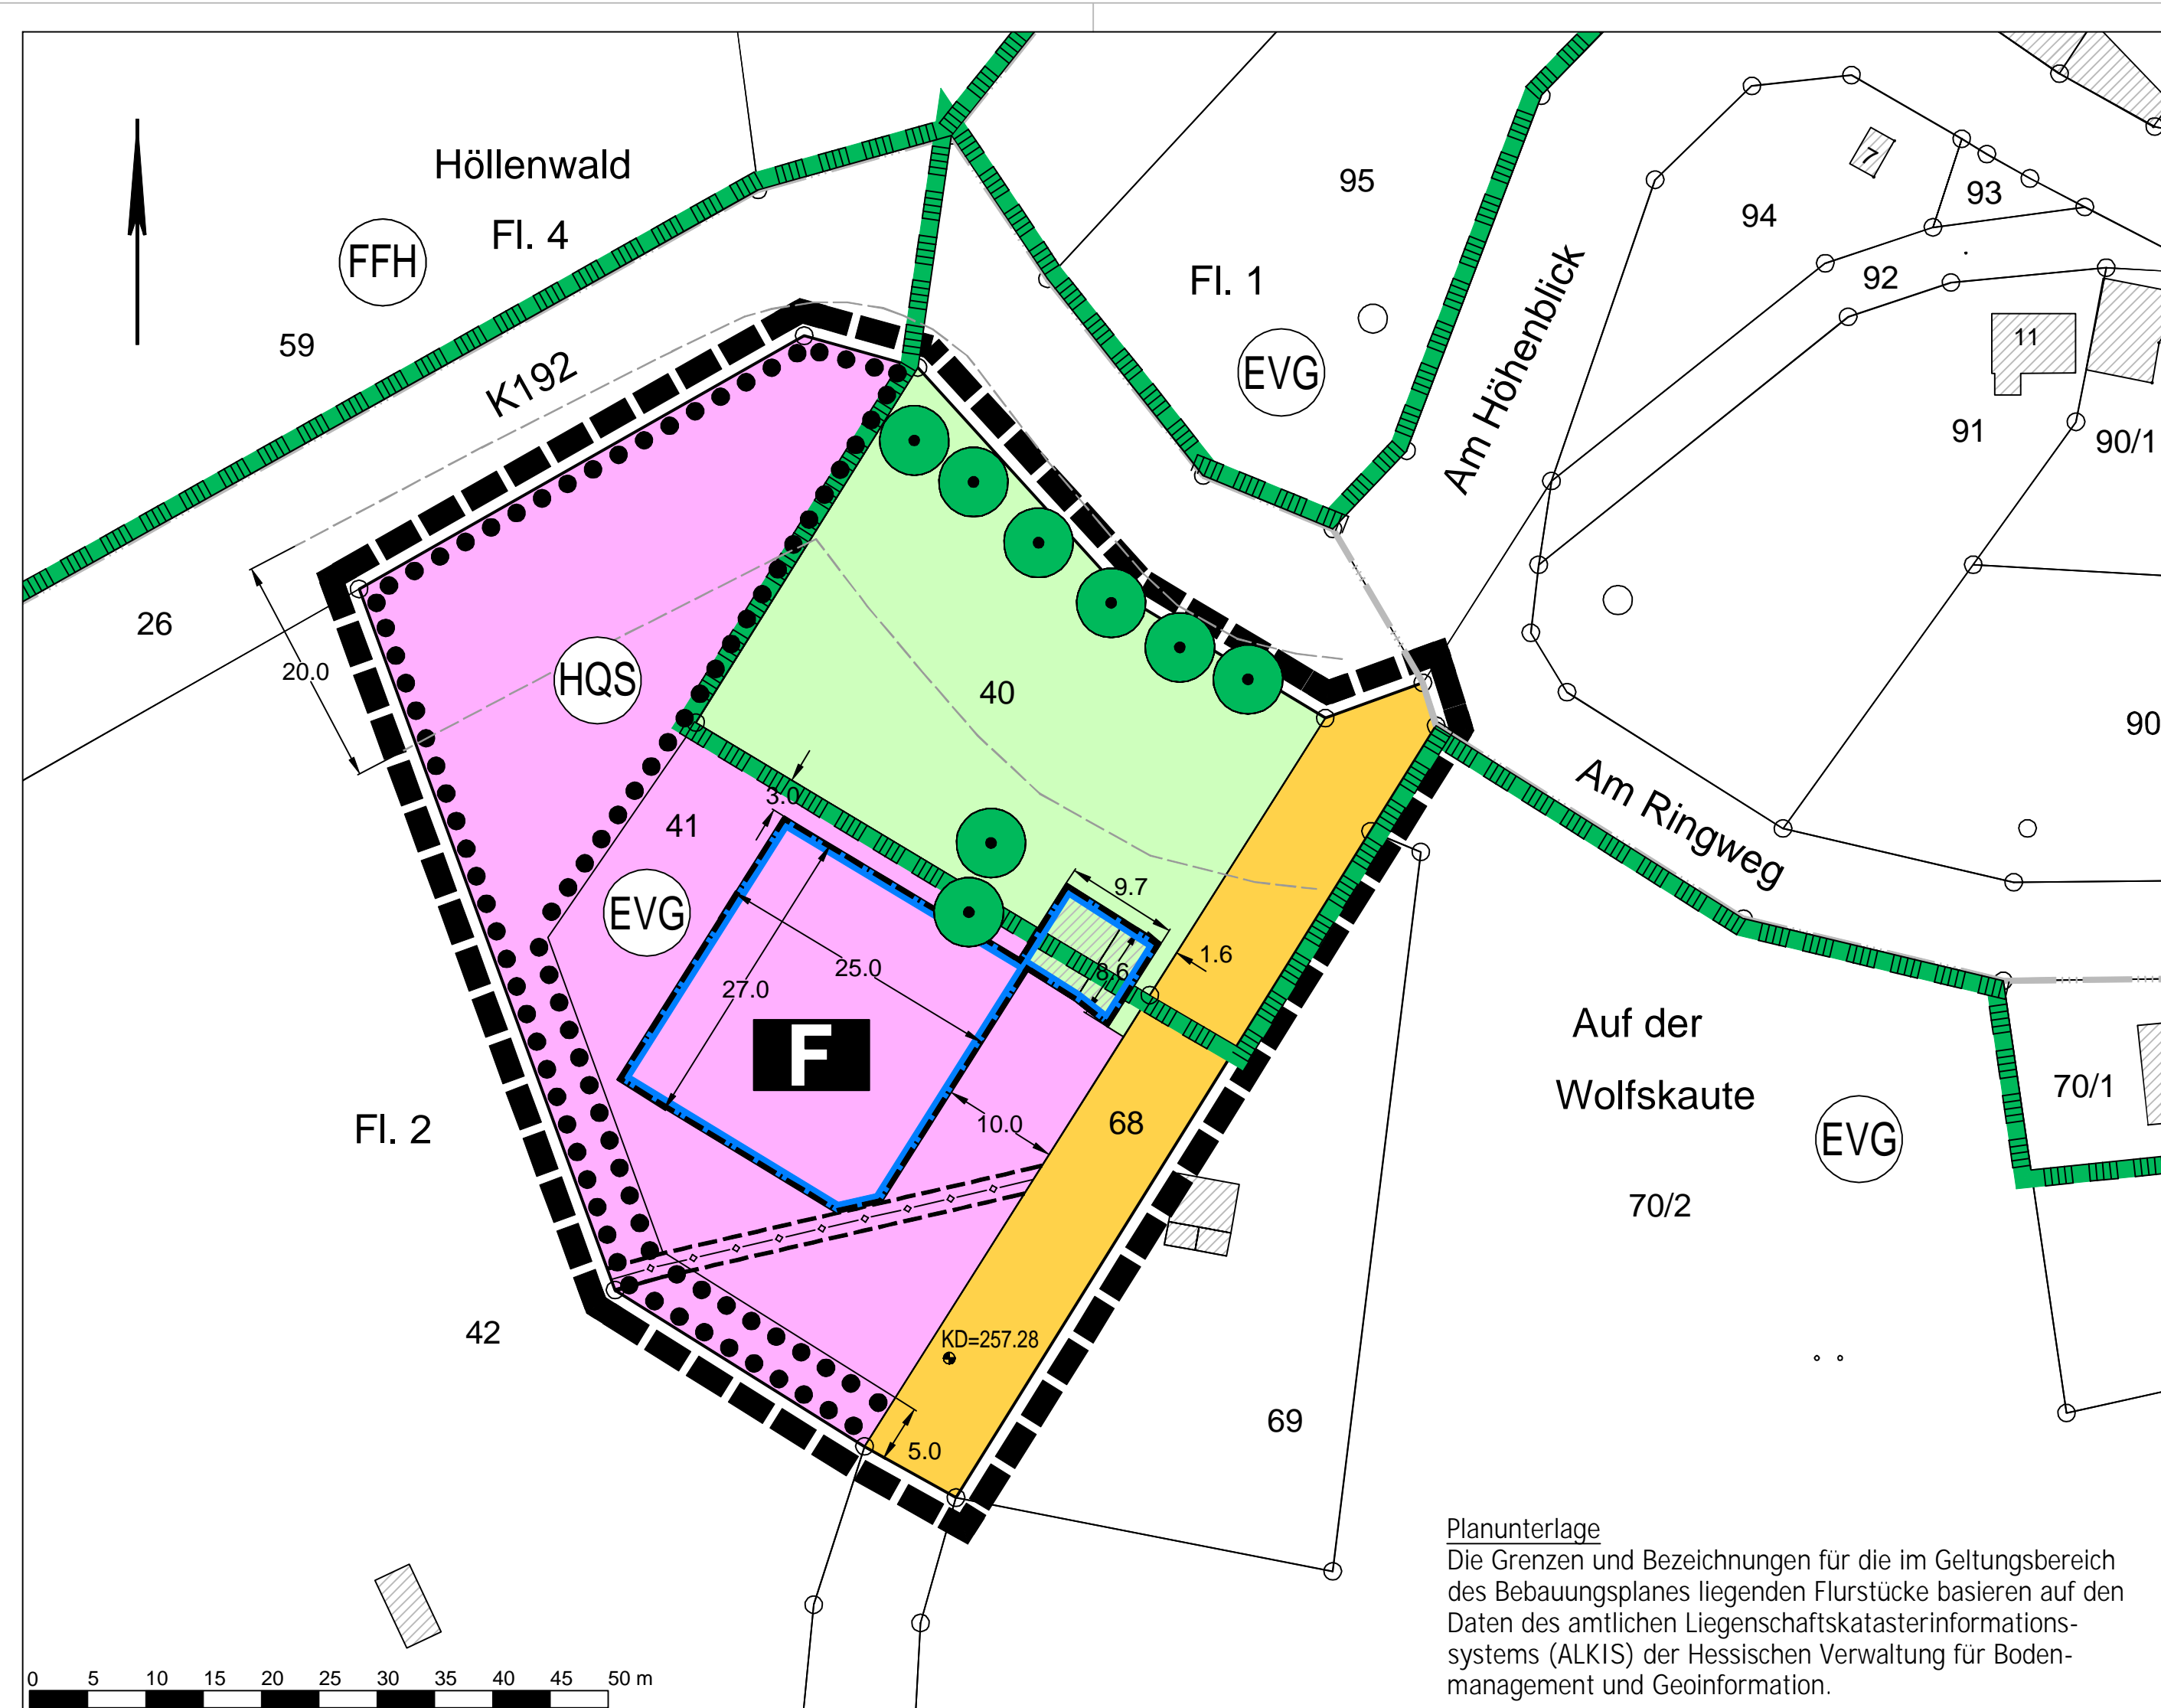 Höllenwald
Fl. 4
FFH
59
K192
95
Fl. 1
EVG
Am Höhenblick
94
7
93
92
11
91
90/1
26
20.0
HQS
40
90
Am Ringweg
3.0
41
EVG
9.7
1.6
8.6
25.0
27.0
F
10.0
68
Auf der
Wolfskaute
EVG
70/1
70/2
Fl. 2
42
KD=257.28
5.0
69
Planunterlage
Die Grenzen und Bezeichnungen für die im Geltungsbereich
des Bebauungsplanes liegenden Flurstücke basieren auf den
Daten des amtlichen Liegenschaftskatasterinformations-
systems (ALKIS) der Hessischen Verwaltung für Boden-
management und Geoinformation.
0 5 10 15 20 25 30 35 40 45 50 m